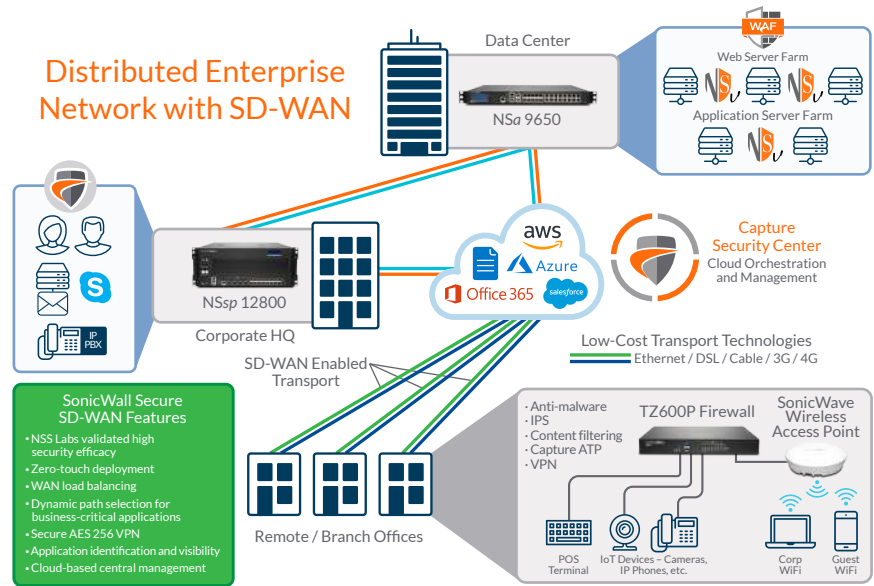 Distributed Enterprise
Network with SD-WAN
Data Center
NSa 9650
WAF
Web Server Farm
NSv
NSv
Application Server Farm
NSv
NSsp 12800
Corporate HQ
IP
PBX
S
aws
Azure
Office 365
salesforce
Capture
Security Center
Cloud Orchestration
and Management
Low-Cost Transport Technologies
Ethernet / DSL / Cable / 3G / 4G
SD-WAN Enabled
Transport
SonicWall Secure
SD-WAN Features
• NSS Labs validated high
security efficacy
• Zero-touch deployment
• WAN load balancing
• Dynamic path selection for
business-critical applications
• Secure AES 256 VPN
• Application identification and visibility
• Cloud-based central management
Remote / Branch Offices
· Anti-malware
· IPS
· Content filtering
· Capture ATP
· VPN
TZ600P Firewall
SonicWave
Wireless
Access Point
POS
Terminal
IoT Devices – Cameras,
IP Phones, etc.
Corp
WiFi
Guest
WiFi